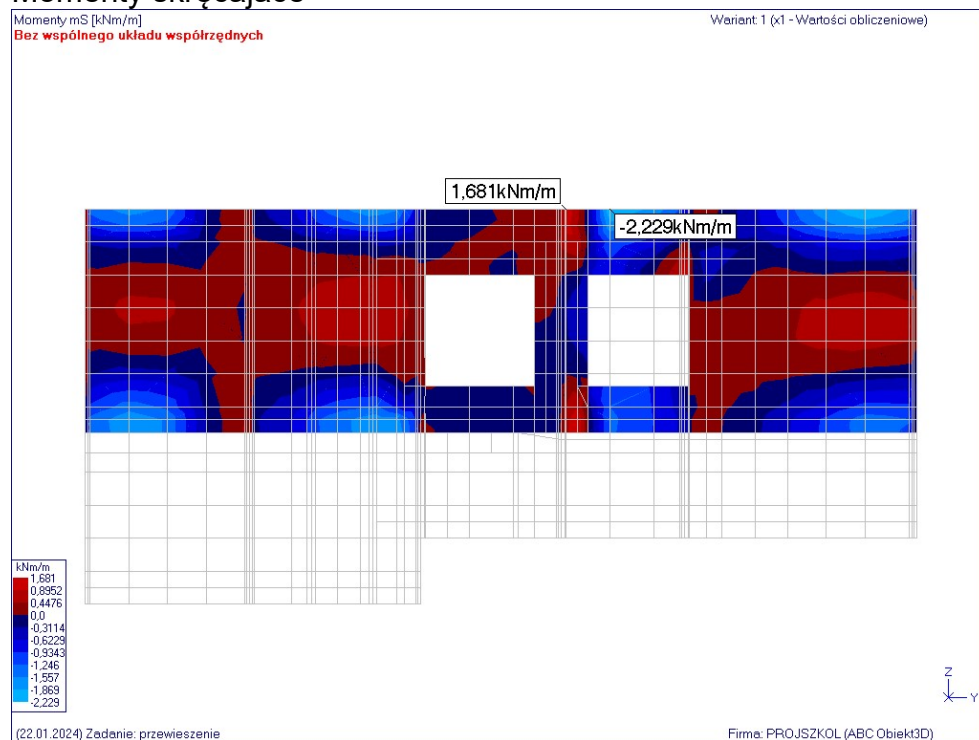 Momenty skręcające
Momenty mS [kNm/m]
Wariant: 1 (x1 - Wartości obliczeniowe)
Bez wspólnego układu współrzędnych
1,681kNm/m
-2,229kNm/m
kNm/m
1,681
0,8952
0,4476
0,0
-0,3114
-0,6229
-0,9343
-1,246
-1,557
-1,869
-2,229
Z
Y
(22.01.2024) Zadanie: przewieszenie
Firma: PROJSZKOL (ABC Obiekt3D)